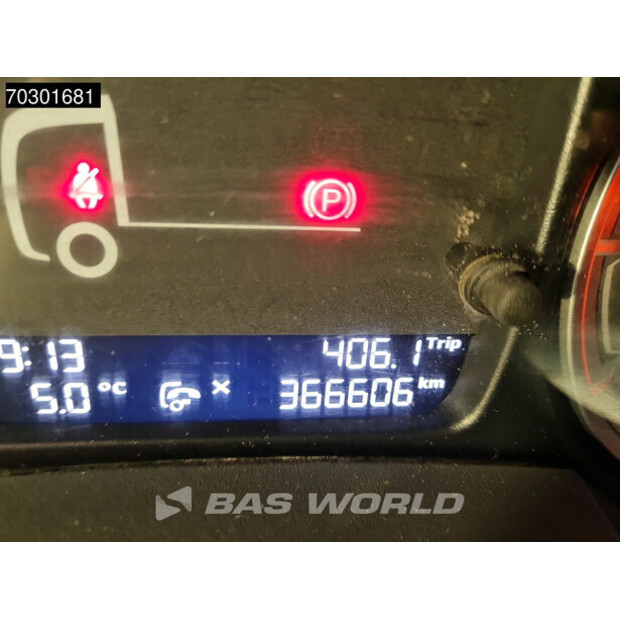 70301681
P
9:13
406.1 Trip
5.0 °C
366606 km
BAS WORLD